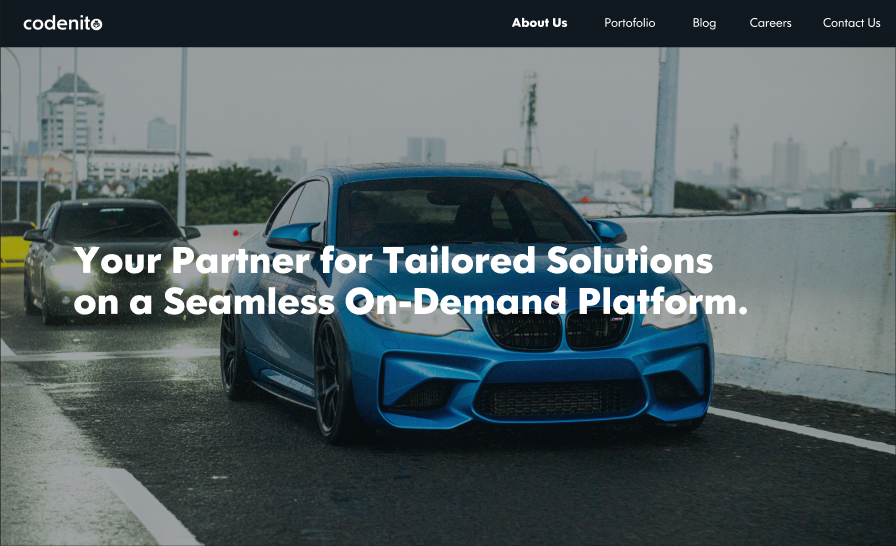 codenito
About Us
Portofolio
Blog
Careers
Contact Us
Your Partner for Tailored Solutions
on a Seamless On-Demand Platform.